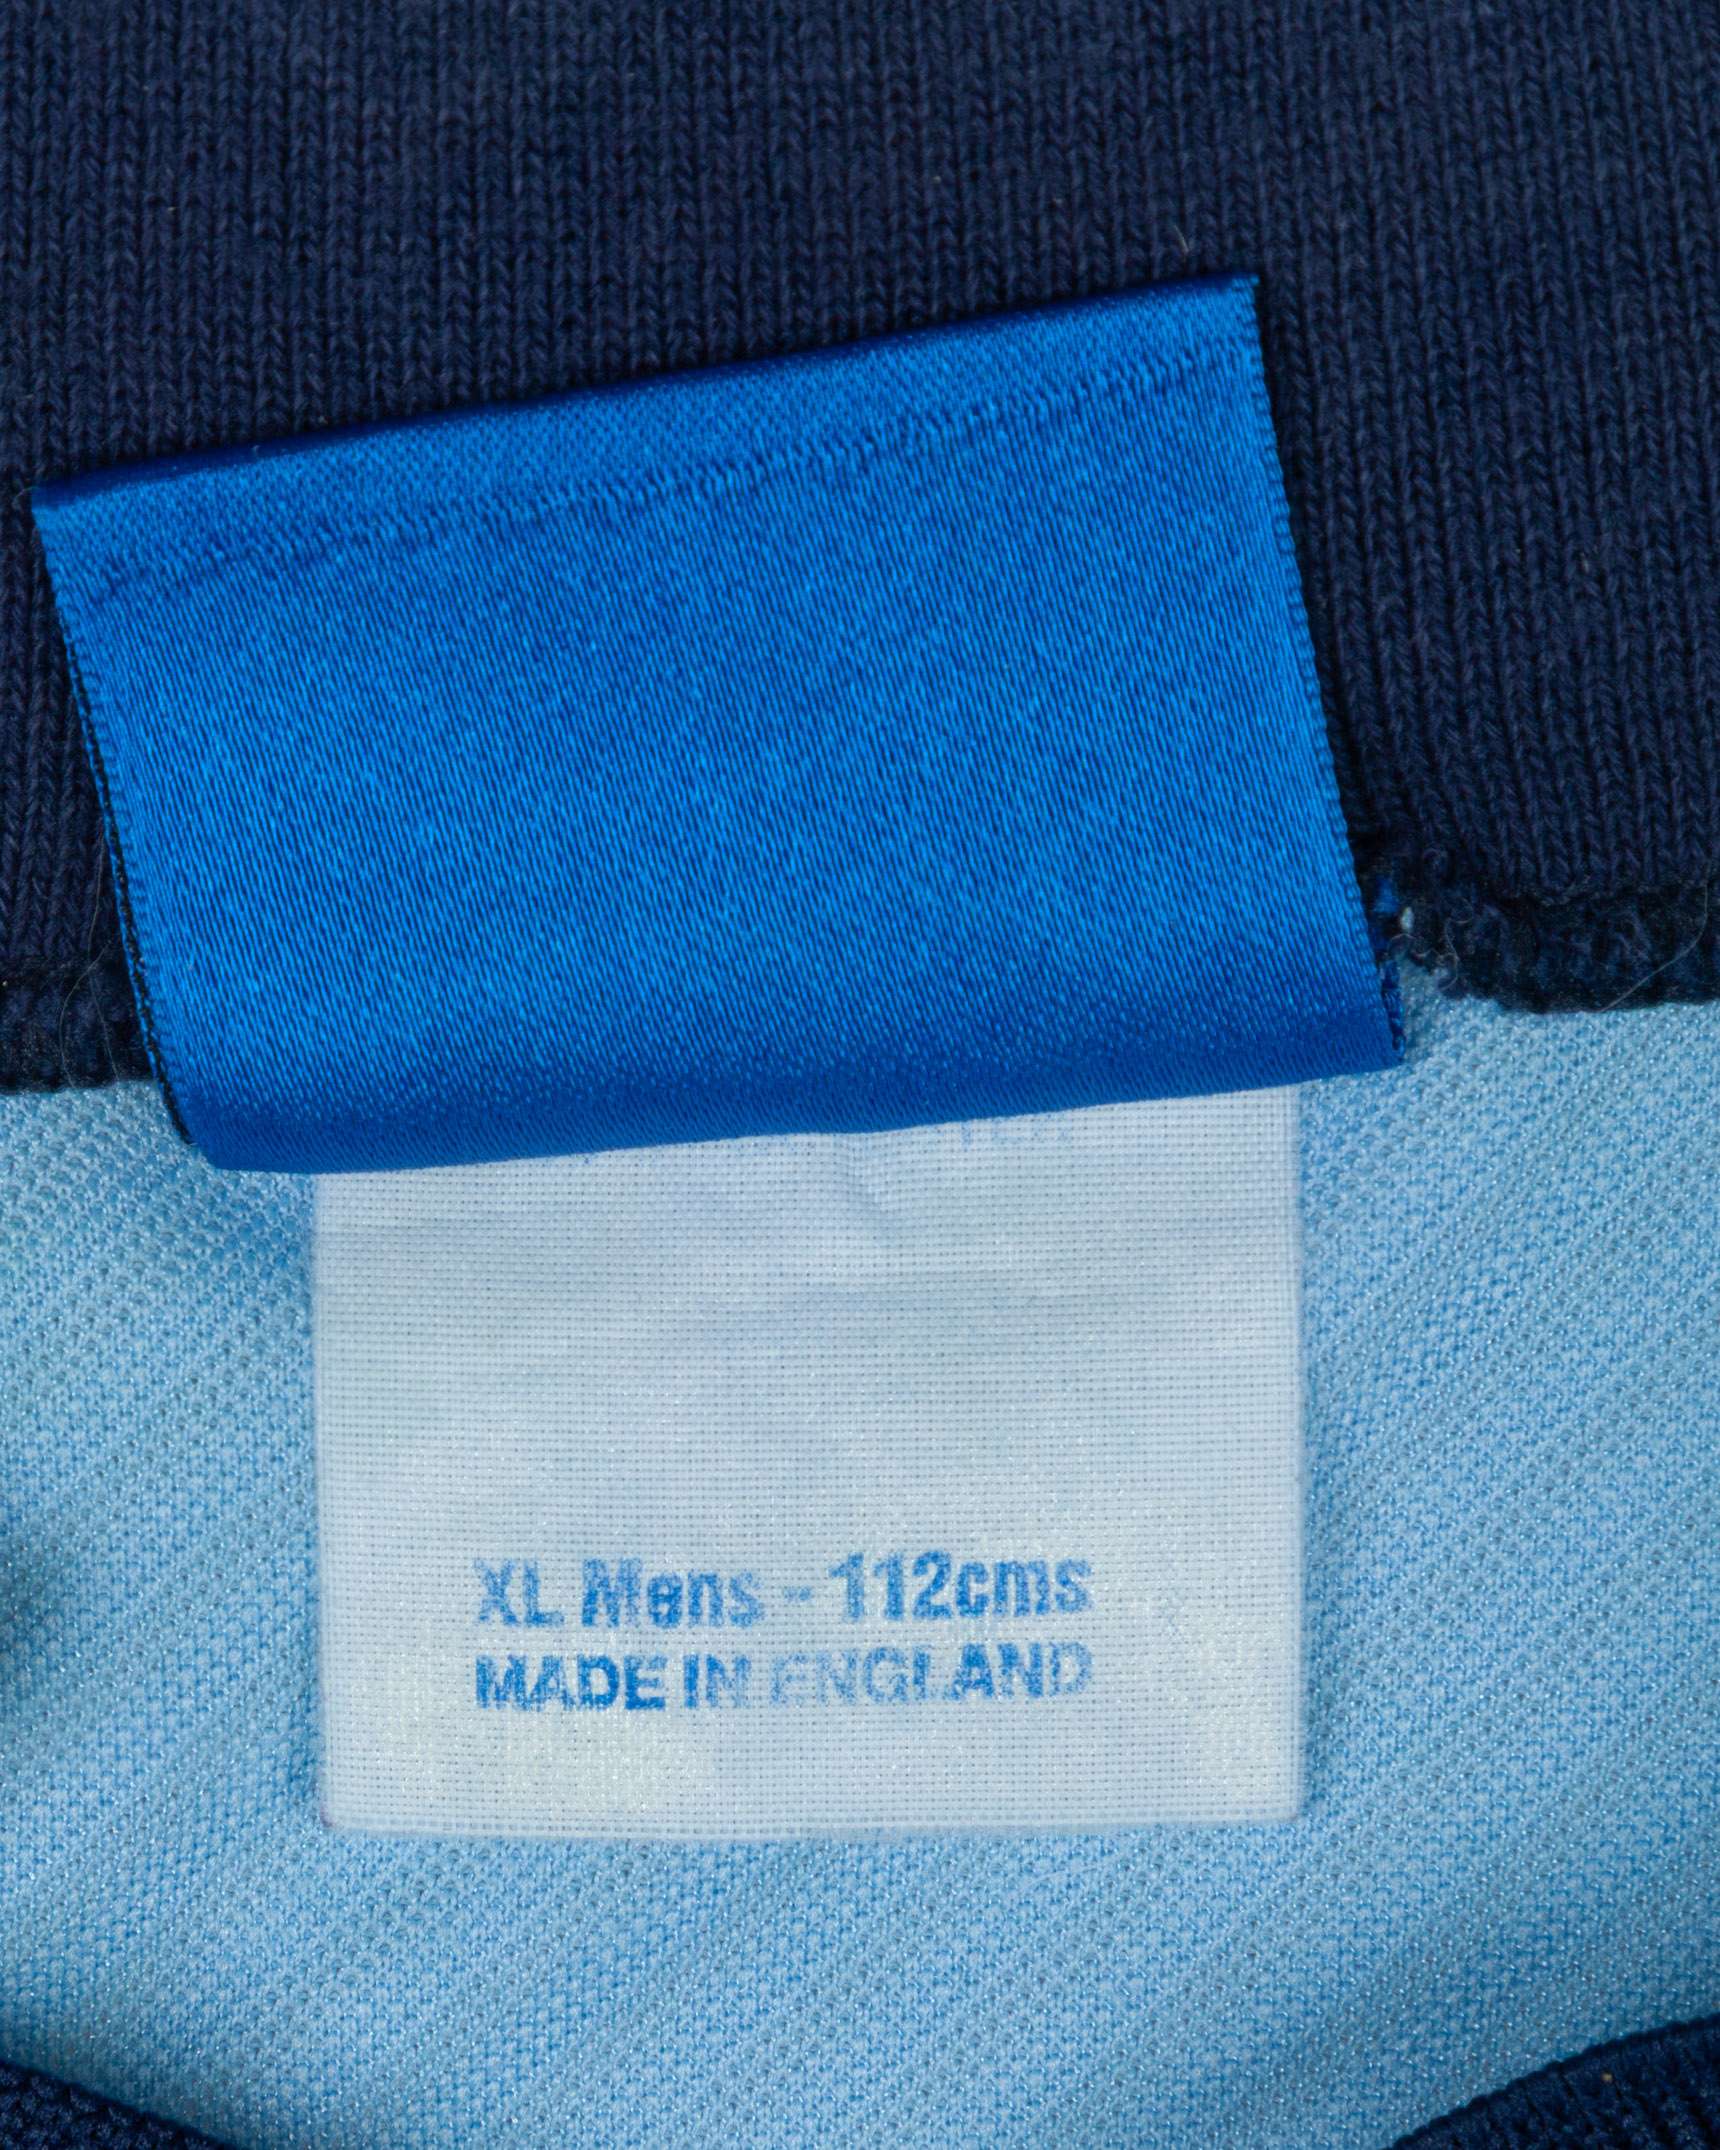 XL Mens - 112cms
MADE IN ENGLAND